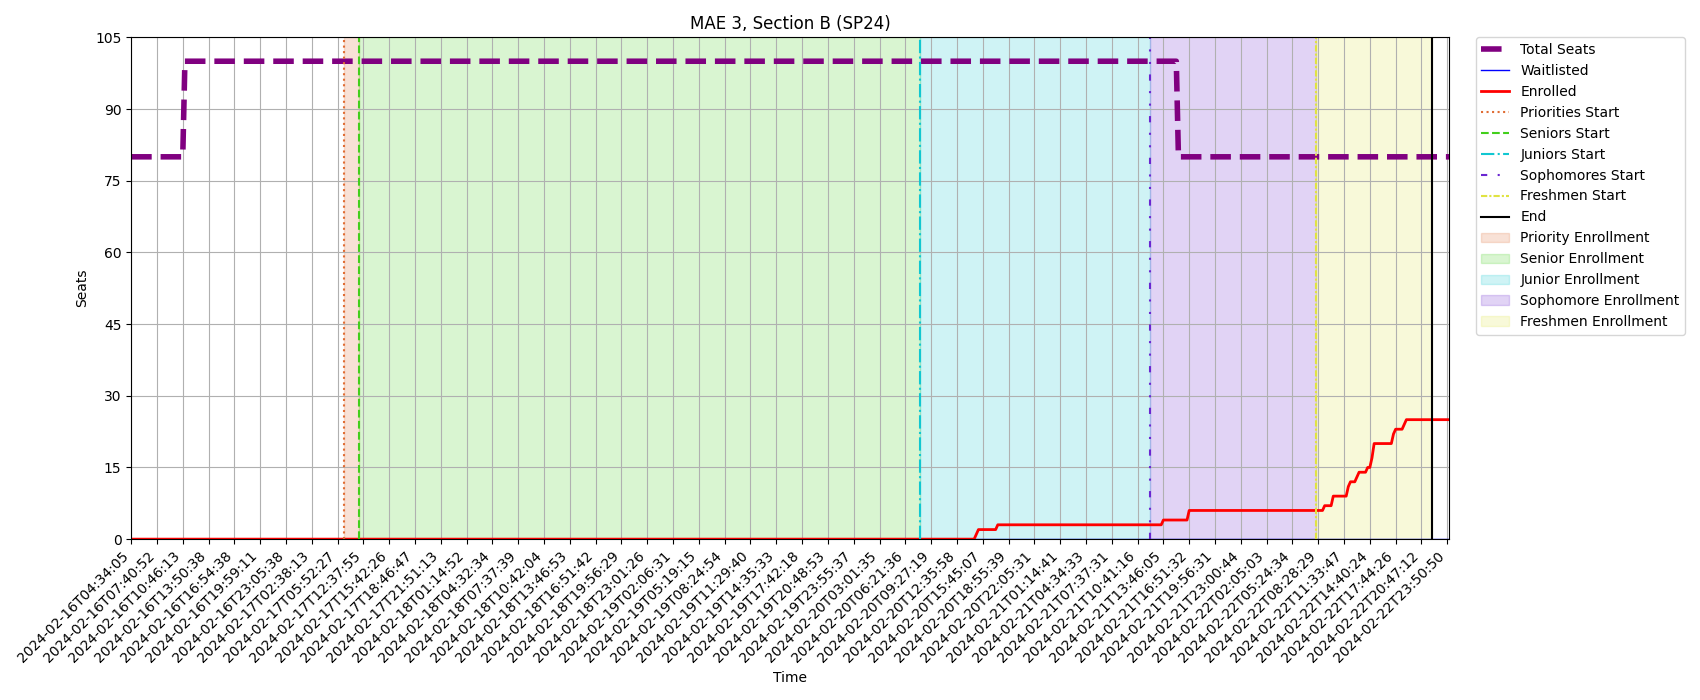 MAE 3, Section B (SP24)
105
90
75
60
45
30
15
0
Seats
2024-02-16T04:34:05
2024-02-16T07:40:52
2024-02-16T10:46:13
2024-02-16T13:50:38
2024-02-16T16:54:38
2024-02-16T19:59:11
2024-02-16T23:05:38
2024-02-17T02:38:13
2024-02-17T05:52:27
2024-02-17T12:37:55
2024-02-17T15:42:26
2024-02-17T18:46:47
2024-02-17T21:51:13
2024-02-18T01:14:52
2024-02-18T04:32:34
2024-02-18T07:37:39
2024-02-18T10:42:04
2024-02-18T13:46:53
2024-02-18T16:51:42
2024-02-18T19:56:29
2024-02-18T23:01:26
2024-02-19T02:06:31
2024-02-19T05:19:15
2024-02-19T08:24:54
2024-02-19T11:29:40
2024-02-19T14:35:33
2024-02-19T17:42:18
2024-02-19T20:48:53
2024-02-19T23:55:37
2024-02-20T03:01:35
2024-02-20T06:21:36
2024-02-20T09:27:19
2024-02-20T12:35:58
2024-02-20T15:45:07
2024-02-20T18:55:39
2024-02-20T22:05:31
2024-02-21T01:14:41
2024-02-21T04:34:33
2024-02-21T07:37:31
2024-02-21T10:41:16
2024-02-21T13:46:05
2024-02-21T16:51:32
2024-02-21T19:56:31
2024-02-21T23:00:44
2024-02-22T02:05:03
2024-02-22T05:24:34
2024-02-22T08:28:29
2024-02-22T11:33:47
2024-02-22T14:40:24
2024-02-22T17:44:26
2024-02-22T20:47:12
2024-02-22T23:50:50
Time
Total Seats
Waitlisted
Enrolled
Priorities Start
Seniors Start
Juniors Start
Sophomores Start
Freshmen Start
End
Priority Enrollment
Senior Enrollment
Junior Enrollment
Sophomore Enrollment
Freshmen Enrollment